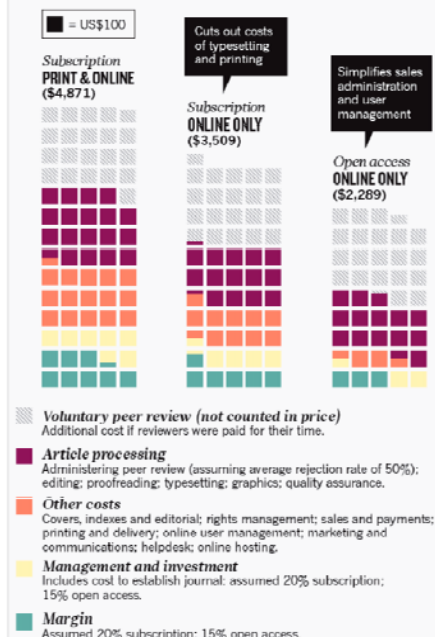 = US$100
Cuts out costs
of typesetting
and printing
Subscription
PRINT & ONLINE
($4,871)
Simplifies sales
administration
and user
management
Subscription
ONLINE ONLY
($3,509)
Open access
ONLINE ONLY
($2,289)
Voluntary peer review (not counted in price)
Additional cost if reviewers were paid for their time.
Article processing
Administering peer review (assuming average rejection rate of 50%);
editing; proofreading; typesetting; graphics; quality assurance.
Other costs
Covers, indexes and editorial; rights management; sales and payments;
printing and delivery; online user management; marketing and
communications; helpdesk; online hosting.
Management and investment
Includes cost to establish journal: assumed 20% subscription;
15% open access.
Margin
Assumed 20% subscription; 15% open access.